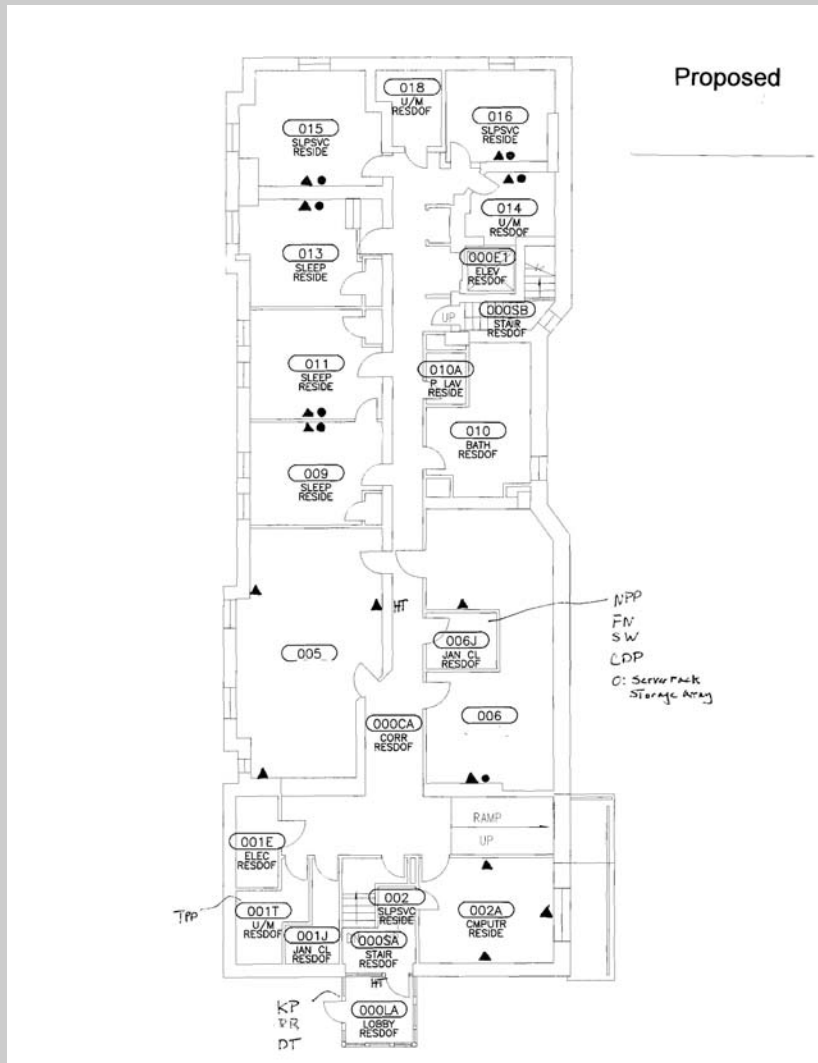 Proposed
018
U/M
RESDOF
015
SLPSVC
RESIDE
016
SLPSVC
RESIDE
014
U/M
RESDOF
013
SLEEP
RESIDE
000E1
ELEV
RESDOF
UP
000SB
STAIR
RESDOF
011
SLEEP
RESIDE
010A
P LAV
RESIDE
010
BATH
RESDOF
009
SLEEP
RESIDE
HT
NPP
FN
SW
CDP
O: Server rack
Storage Array
006J
JAN CL
RESDOF
005
006
000CA
CORR
RESDOF
RAMP
UP
001E
ELEC
RESDOF
TPP
001T
U/M
RESDOF
001J
JAN CL
RESDOF
002
SLPSVC
RESIDE
000SA
STAIR
RESDOF
002A
CMPUTR
RESIDE
HT
KP
DR
DT
000LA
LOBBY
RESDOF